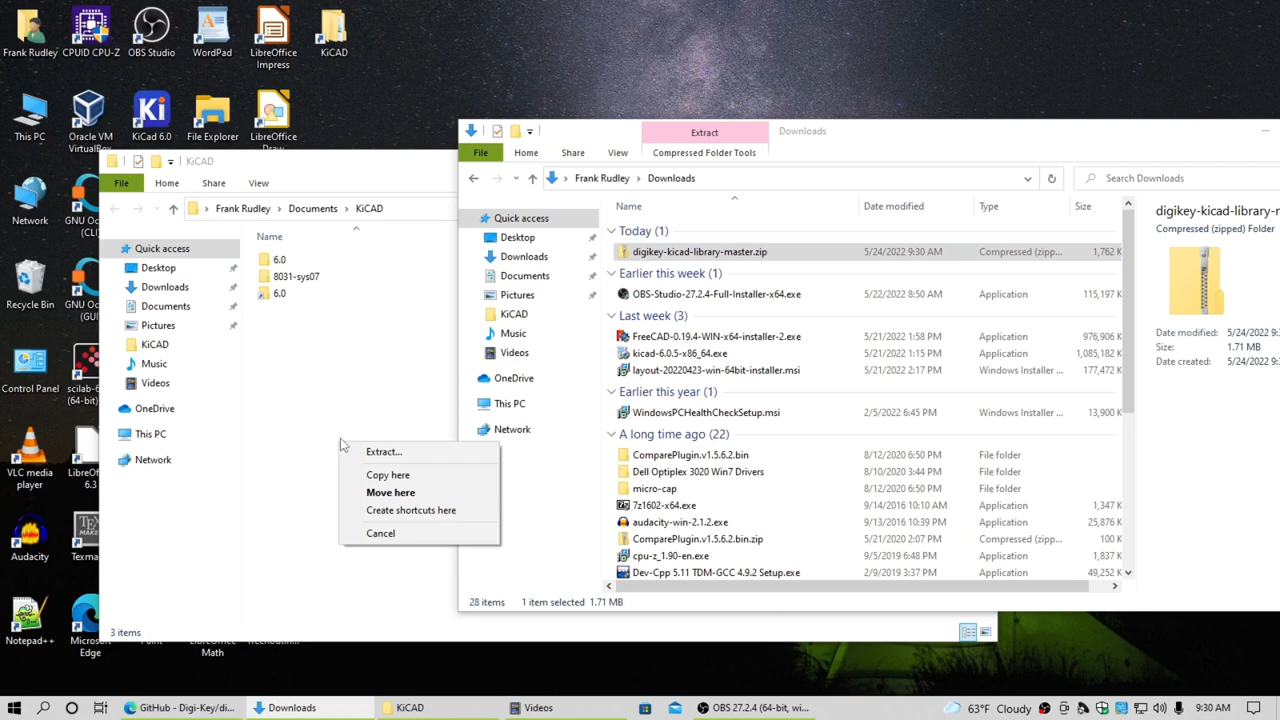 Frank Rudley
CPUID CPU-Z
OBS Studio
WordPad
LibreOffice
Impress
KiCAD
This PC
Oracle VM
VirtualBox
KiCad 6.0
File Explorer
LibreOffice
Draw
Network
GNU Oc
(CLI)
Recycle Bin
GNU Oc
(GUI)
Control Panel
scilab-6
(64-bit)
VLC media
player
LibreOf
6.3
Audacity
Texma
Notepad++
Microsof
Edge
LibreOffice
Math
KiCAD
File
Home
Share
View
Frank Rudley
Documents
KiCAD
Quick access
Desktop
Downloads
Documents
Pictures
KiCAD
Music
Videos
OneDrive
This PC
Network
Name
6.0
8031-sys07
6.0
3 items
Extract...
Copy here
Move here
Create shortcuts here
Cancel
Extract
Downloads
File
Home
Share
View
Compressed Folder Tools
Frank Rudley
Downloads
Search Downloads
Quick access
Desktop
Downloads
Documents
Pictures
KiCAD
Music
Videos
OneDrive
This PC
Network
Name Date modified Type Size
Today (1)
digikey-kicad-library-master.zip 5/24/2022 9:30 AM Compressed (zipp... 1,762 K
Earlier this week (1)
OBS-Studio-27.2.4-Full-Installer-x64.exe 5/22/2022 8:50 AM Application 115,197 K
Last week (3)
FreeCAD-0.19.4-WIN-x64-installer-2.exe 5/21/2022 1:58 PM Application 976,906 K
kicad-6.0.5-x86_64.exe 5/21/2022 1:15 PM Application 1,085,182 K
layout-20220423-win-64bit-installer.msi 5/21/2022 2:17 PM Windows Installer ... 177,472 K
Earlier this year (1)
WindowsPCHealthCheckSetup.msi 2/5/2022 6:45 PM Windows Installer ... 13,900 K
A long time ago (22)
ComparePlugin.v1.5.6.2.bin 8/12/2020 6:50 PM File folder
Dell Optiplex 3020 Win7 Drivers 8/10/2020 3:44 PM File folder
micro-cap 8/12/2020 6:50 PM File folder
7z1602-x64.exe 9/14/2016 10:10 AM Application 1,347 K
audacity-win-2.1.2.exe 9/13/2016 10:39 PM Application 25,876 K
ComparePlugin.v1.5.6.2.bin.zip 5/21/2020 2:07 PM Compressed (zipp... 100 K
cpu-z_1.90-en.exe 9/5/2019 6:48 PM Application 1,837 K
Dev-Cpp 5.11 TDM-GCC 4.9.2 Setup.exe 2/9/2019 3:37 PM Application 49,252 K
28 items 1 item selected 1.71 MB
digikey-kicad-library-m
Compressed (zipped) Folder
Date modified: 5/24/2022 9:3
Size: 1.71 MB
Date created: 5/24/2022 9:
GitHub - Digi-Key/di...
Downloads
KiCAD
Videos
OBS 27.2.4 (64-bit, wi...
63°F Cloudy
9:30 AM